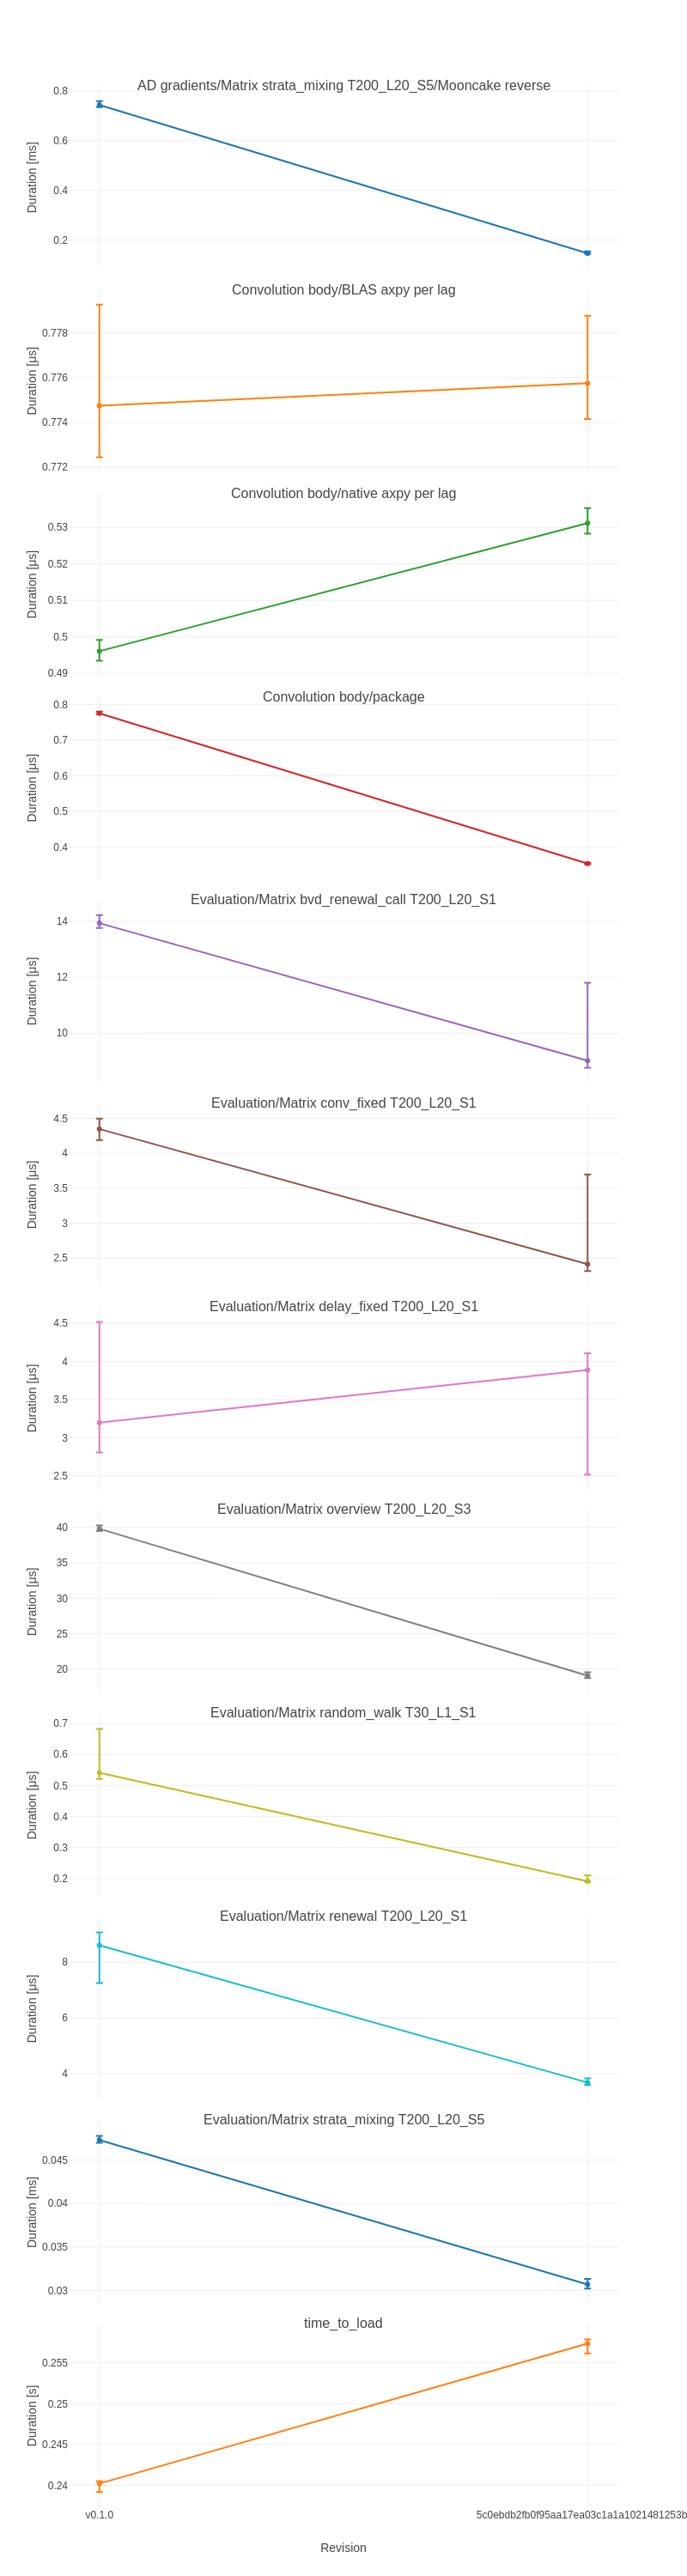 AD gradients/Matrix strata_mixing T200_L20_S5/Mooncake reverse
Duration [ms]
0.8
0.6
0.4
0.2
Convolution body/BLAS axpy per lag
Duration [μs]
0.778
0.776
0.774
0.772
Convolution body/native axpy per lag
Duration [μs]
0.53
0.52
0.51
0.5
0.49
Convolution body/package
Duration [μs]
0.8
0.7
0.6
0.5
0.4
Evaluation/Matrix bvd_renewal_call T200_L20_S1
Duration [μs]
14
12
10
Evaluation/Matrix conv_fixed T200_L20_S1
Duration [μs]
4.5
4
3.5
3
2.5
Evaluation/Matrix delay_fixed T200_L20_S1
Duration [μs]
4.5
4
3.5
3
2.5
Evaluation/Matrix overview T200_L20_S3
Duration [μs]
40
35
30
25
20
Evaluation/Matrix random_walk T30_L1_S1
Duration [μs]
0.7
0.6
0.5
0.4
0.3
0.2
Evaluation/Matrix renewal T200_L20_S1
Duration [μs]
8
6
4
Evaluation/Matrix strata_mixing T200_L20_S5
Duration [ms]
0.045
0.04
0.035
0.03
time_to_load
Duration [s]
0.255
0.25
0.245
0.24
v0.1.0
5c0ebdb2fb0f95aa17ea03c1a1a1021481253b
Revision